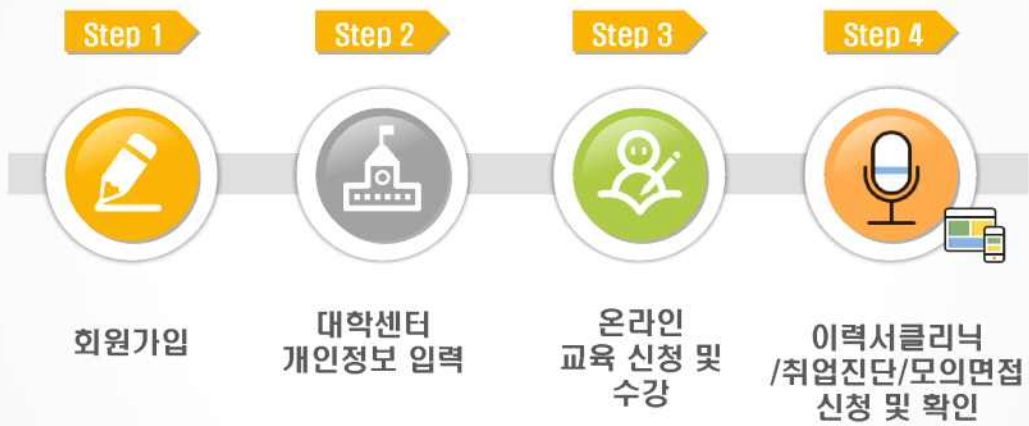 Step 1
Step 2
Step 3
Step 4
회원가입
대학센터
개인정보 입력
온라인
교육 신청 및
수강
이력서클리닉
/취업진단/모의면접
신청 및 확인